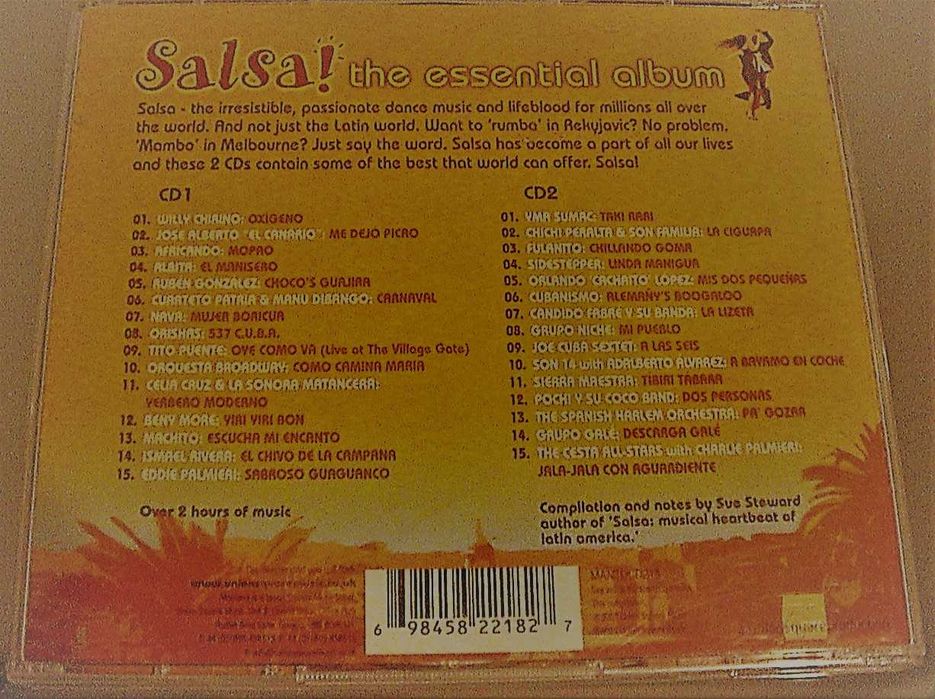 Salsa! the essential album
Salsa - the irresistible, passionate dance music and lifeblood for millions all over
the world. And not just the Latin world. Want to 'rumba' in Rekyjavic? No problem.
'Mambo' in Melbourne? Just say the word. Salsa has become a part of all our lives
and these 2 CDs contain some of the best that world can offer. Salsa!
CD1
01. WILLY CHIRINO: OXIGENO
02. JOSE ALBERTO "EL CANARIO": ME DEJO PICRO
03. AFRICANDO: MOPAO
04. ALBITA: EL MANISERO
05. RUBÉN GONZÁLEZ: CHOCO'S GUAJIRA
06. CUARTETO PATRIA & MANU DIBANGO: CARNAVAL
07. NAVA: MUJER BORICUA
08. ORISHAS: 537 C.U.B.A.
09. TITO PUENTE: OYE COMO VA (Live at The Village Gate)
10. ORQUESTA BROADWAY: COMO CAMINA MARIA
11. CELIA CRUZ & LA SONORA MATANCERA:
YERBERO MODERNO
12. BENY MORE: YIRI YIRI BON
13. MACHITO: ESCUCHA MI ENCANTO
14. ISMAEL RIVERA: EL CHIVO DE LA CAMPANA
15. EDDIE PALMIERI: SABROSO GUAGUANCO
Over 2 hours of music
CD2
01. YMA SUMAC: TAKI RARI
02. CHICHI PERALTA & SON FAMILIA: LA CIGUAPA
03. FULANITO: CHILLANDO GOMA
04. SIDESTEPPER: LINDA MANIGUA
05. ORLANDO 'CACHAITO' LÓPEZ: MIS DOS PEQUEÑAS
06. CUBANISMO: ALEMAÑY'S BOOGALOO
07. CANDIDO FABRE Y SU BANDA: LA LIZETA
08. GRUPO NICHE: MI PUEBLO
09. JOE CUBA SEXTET: A LAS SEIS
10. SON 14 with ADALBERTO ALVAREZ: A BAYAMO EN COCHE
11. SIERRA MAESTRA: TIBIRI TABARA
12. POCHI Y SU COCO BAND: DOS PERSONAS
13. THE SPANISH HARLEM ORCHESTRA: PA' GOZAR
14. GRUPO GALÉ: DESCARGA GALÉ
15. THE CESTA ALL-STARS with CHARLIE PALMIERI:
JALA-JALA CON AGUARDIENTE
Compilation and notes by Sue Steward
author of 'Salsa: musical heartbeat of
latin america.'
6 98458 22182 7